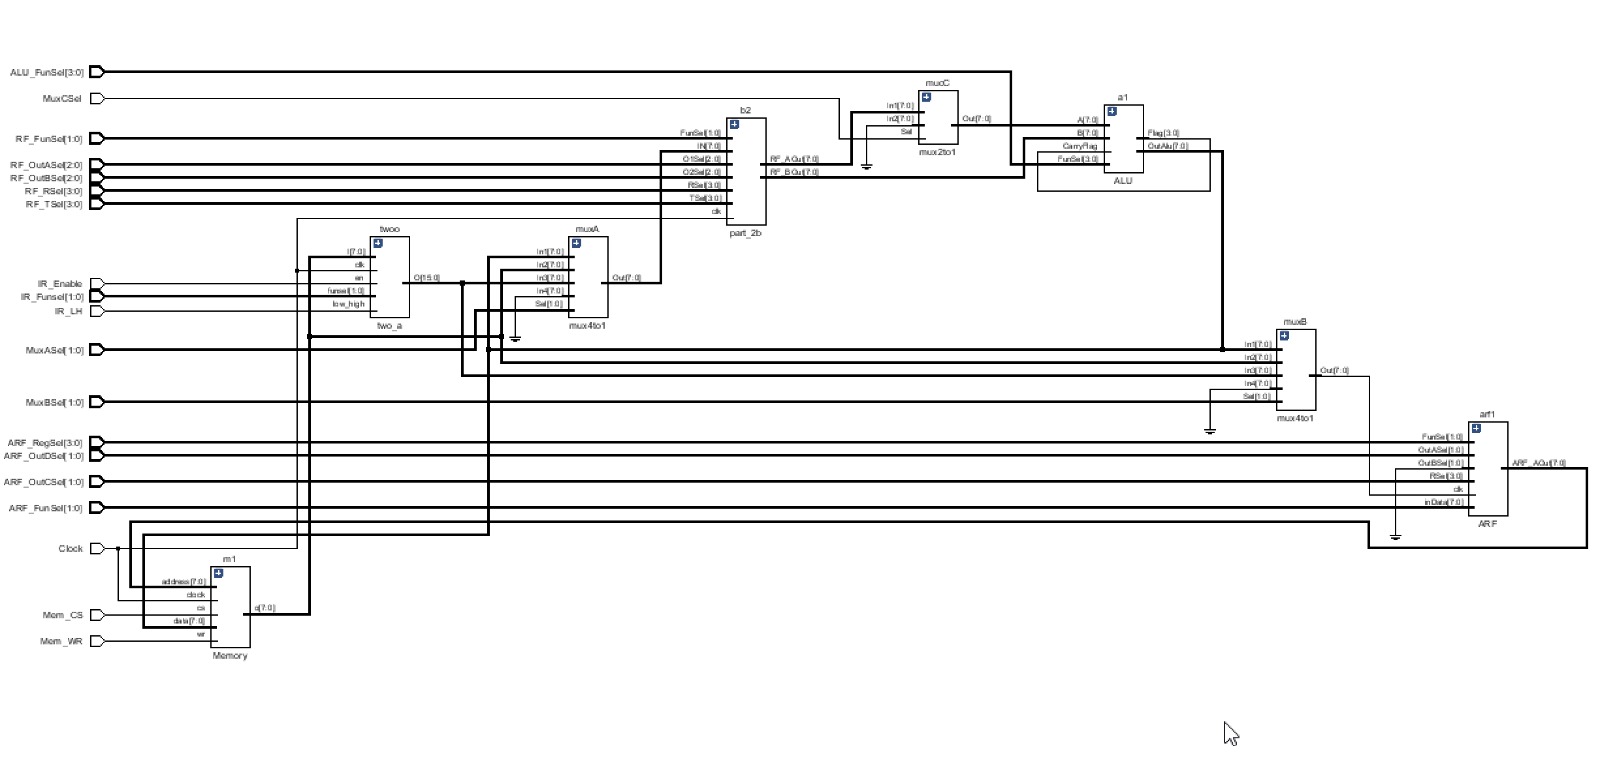 ALU_FunSel[3:0]
MuxCSel
RF_FunSel[1:0]
RF_OutASel[2:0]
RF_OutBSel[2:0]
RF_RSel[3:0]
RF_TSel[3:0]
IR_Enable
IR_Funsel[1:0]
IR_LH
MuxASel[1:0]
MuxBSel[1:0]
ARF_RegSel[3:0]
ARF_OutDSel[1:0]
ARF_OutCSel[1:0]
ARF_FunSel[1:0]
Clock
Mem_CS
Mem_WR
m1
address[7:0]
clock
cs
data[7:0]
wr
o[7:0]
Memory
twoo
I[7:0]
clk
en
funsel[1:0]
low_high
O[15:0]
two_a
muxA
In1[7:0]
In2[7:0]
In3[7:0]
In4[7:0]
Sel[1:0]
Out[7:0]
mux4to1
b2
FunSel[1:0]
IN[7:0]
O1Sel[2:0]
O2Sel[2:0]
RSel[3:0]
TSel[3:0]
clk
RF_AOut[7:0]
RF_BOut[7:0]
part_2b
muxC
In1[7:0]
In2[7:0]
Sel
Out[7:0]
mux2to1
a1
A[7:0]
B[7:0]
CarryFlag
FunSel[3:0]
Flag[3:0]
OutAlu[7:0]
ALU
muxB
In1[7:0]
In2[7:0]
In3[7:0]
In4[7:0]
Sel[1:0]
Out[7:0]
mux4to1
arf1
FunSel[1:0]
OutASel[1:0]
OutBSel[1:0]
RSel[3:0]
clk
inData[7:0]
ARF_AOut[7:0]
ARF